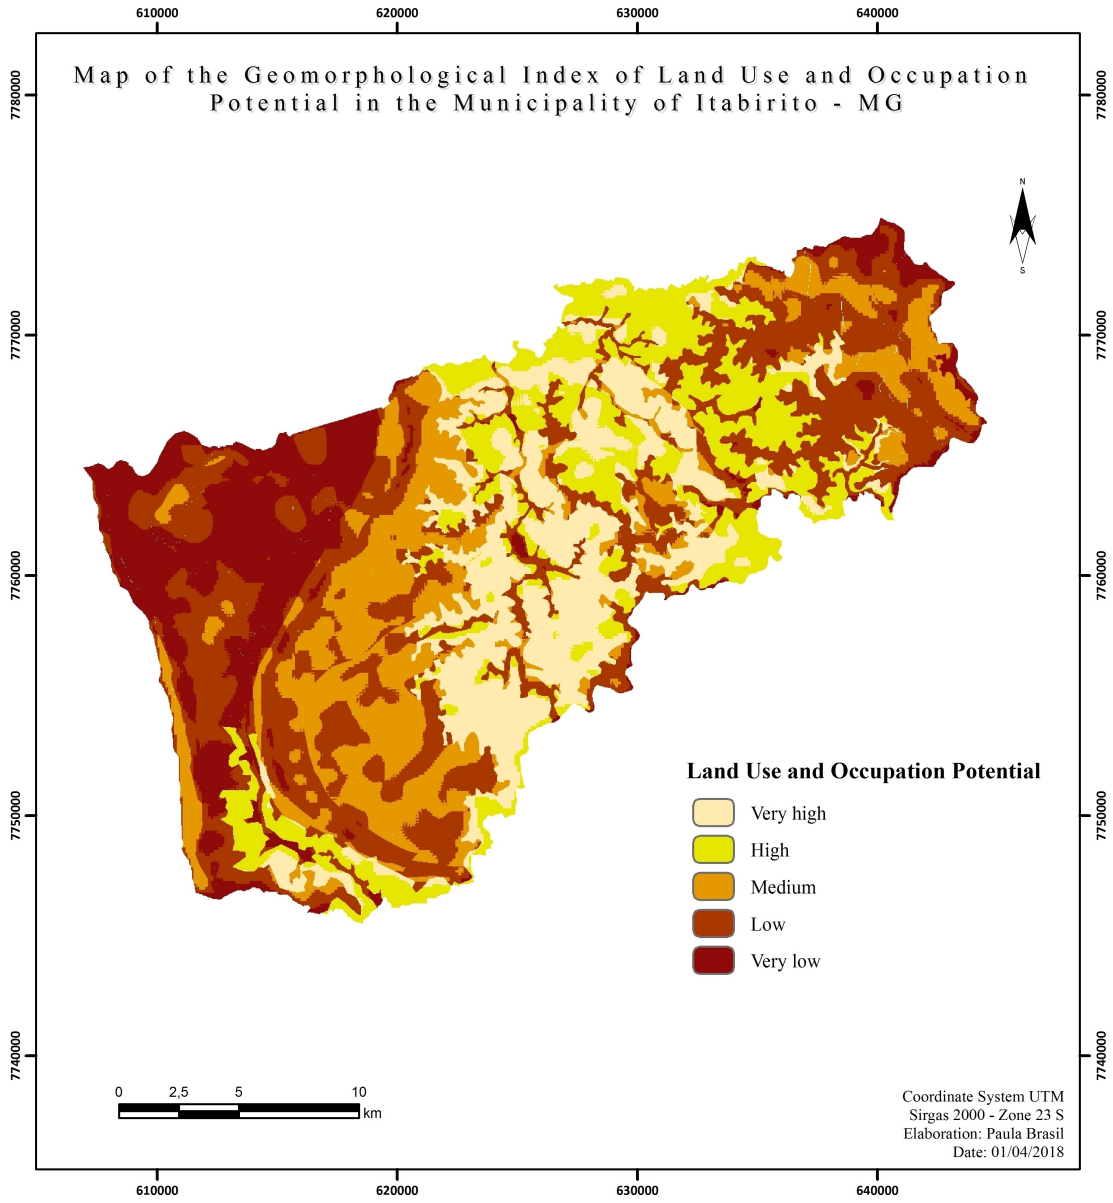 610000 620000 630000 640000
Map of the Geomorphological Index of Land Use and Occupation
Potential in the Municipality of Itabirito - MG
7780000 7780000
N
S
7770000 7770000
7760000 7760000
Land Use and Occupation Potential
Very high
7750000 7750000
High
Medium
Low
Very low
7740000 7740000
0 2,5 5 10
km
Coordinate System UTM
Sirgas 2000 - Zone 23 S
Elaboration: Paula Brasil
Date: 01/04/2018
610000 620000 630000 640000